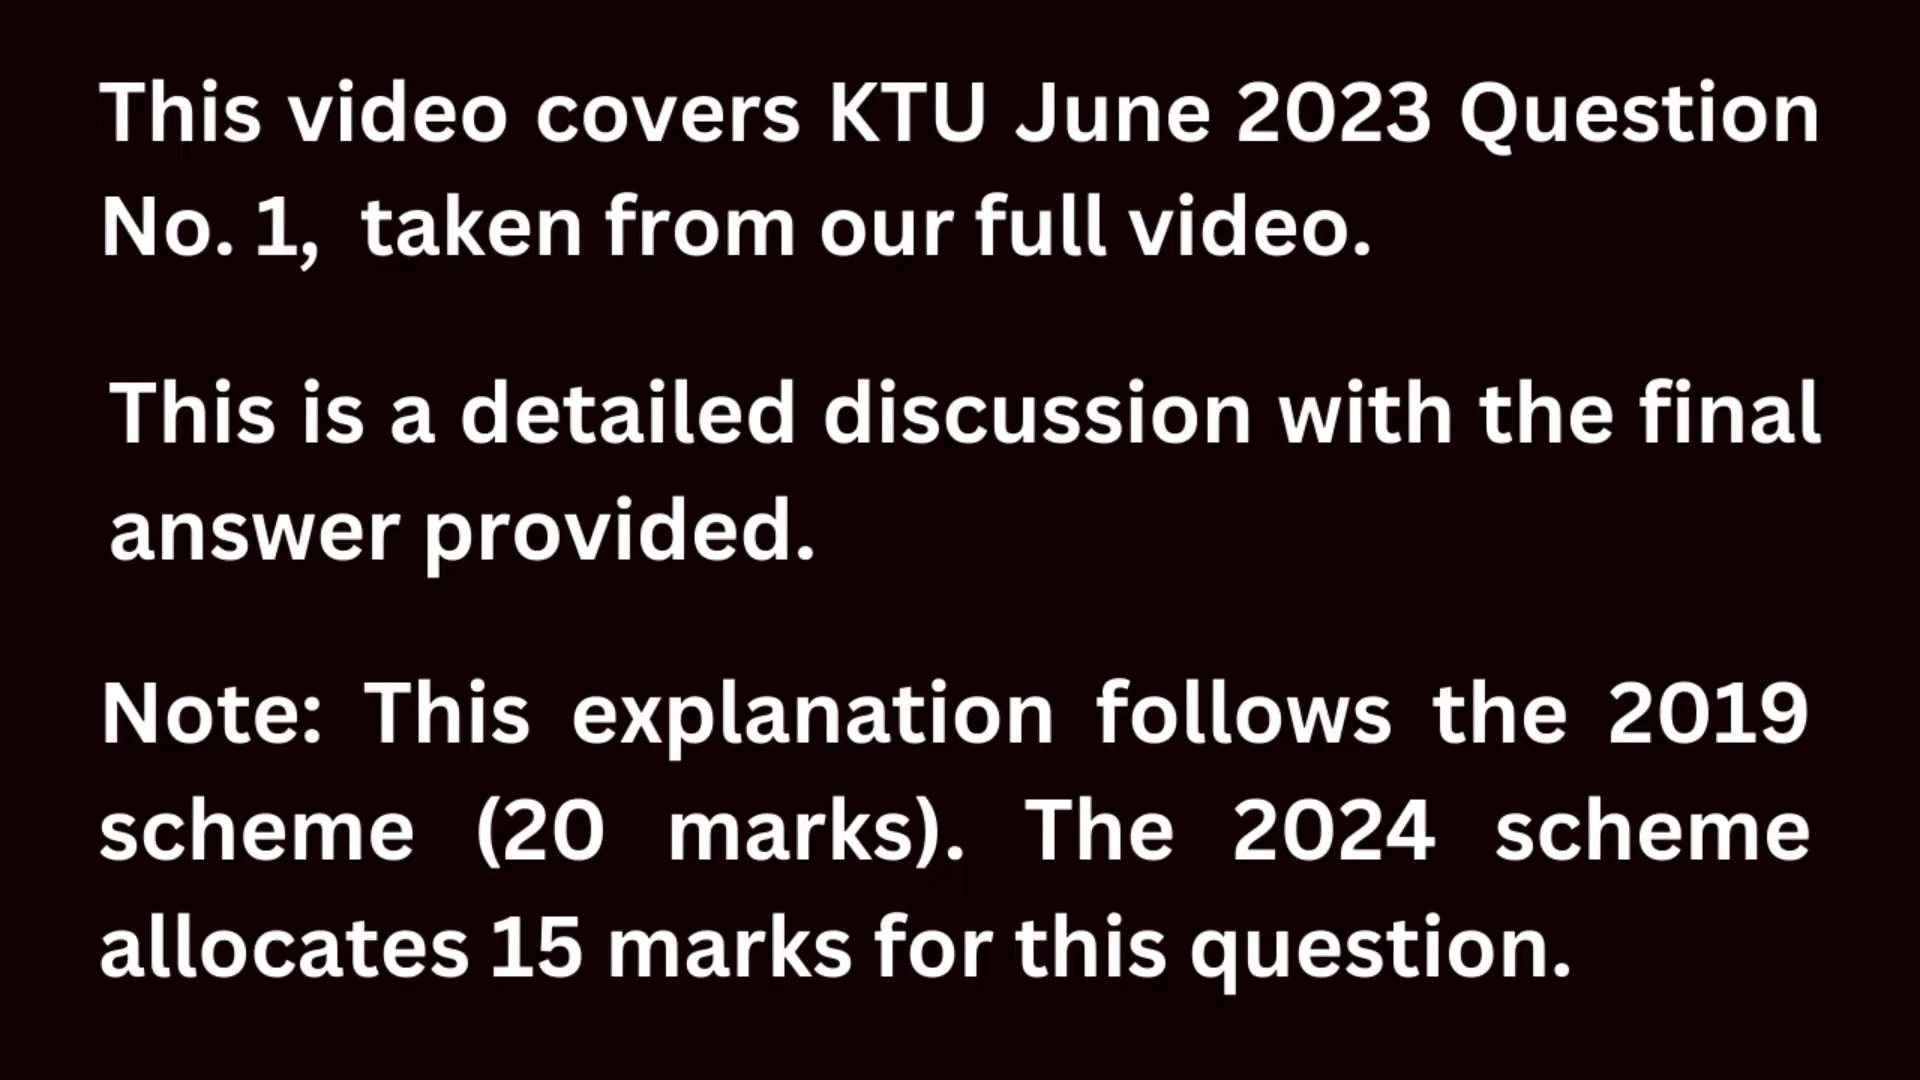 This video covers KTU June 2023 Question
No. 1, taken from our full video.
This is a detailed discussion with the final
answer provided.
Note: This explanation follows the 2019
scheme (20 marks). The 2024 scheme
allocates 15 marks for this question.